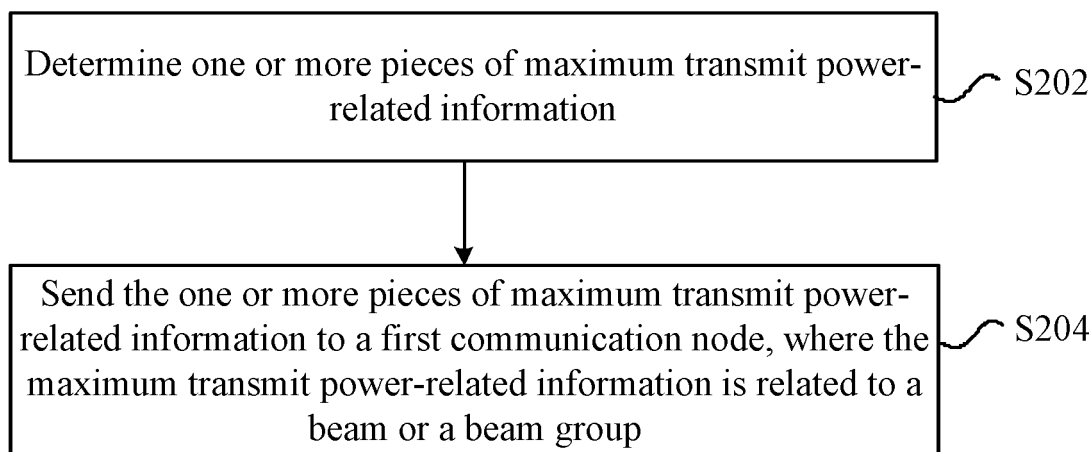 Determine one or more pieces of maximum transmit power-
related information
S202
Send the one or more pieces of maximum transmit power-
related information to a first communication node, where the
maximum transmit power-related information is related to a
beam or a beam group
S204